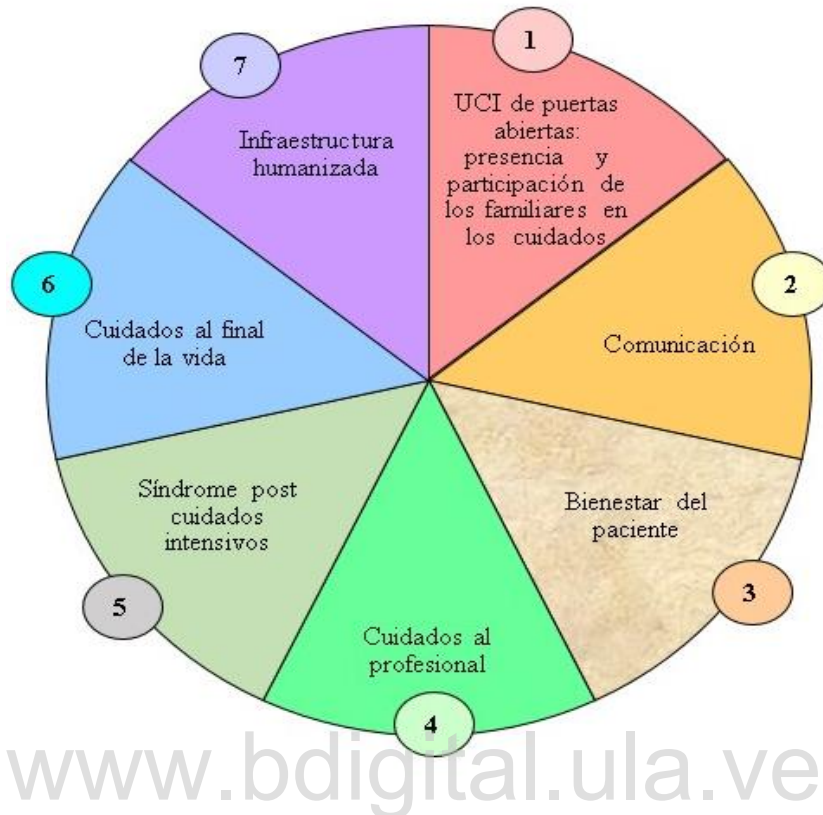 1
UCI de puertas
abiertas:
presencia y
participación de
los familiares en
los cuidados
2
Comunicación
3
Bienestar del
paciente
4
Cuidados al
profesional
5
Síndrome post
cuidados
intensivos
6
Cuidados al final
de la vida
7
Infraestructura
humanizada
www.bdigital.ula.ve